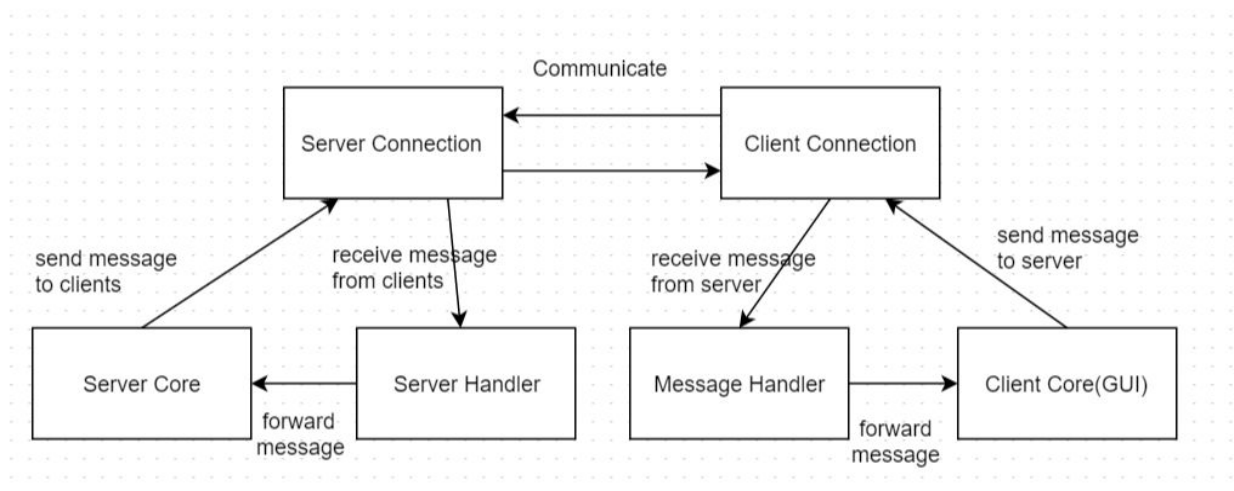 Communicate
Server Connection
Client Connection
send message
to clients
receive message
from clients
receive message
from server
send message
to server
Server Core
Server Handler
Message Handler
Client Core(GUI)
forward
message
forward
message